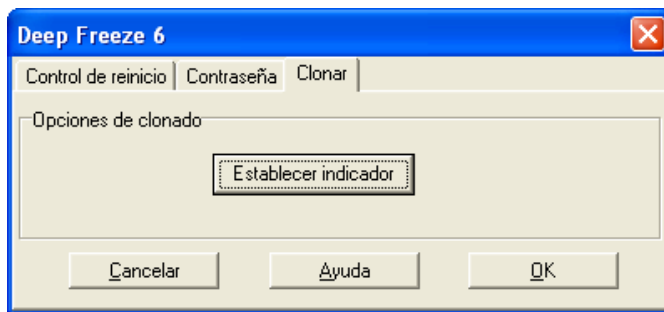 Deep Freeze 6
Control de reinicio Contraseña Clonar
Opciones de clonado
Establecer indicador
Cancelar Ayuda OK